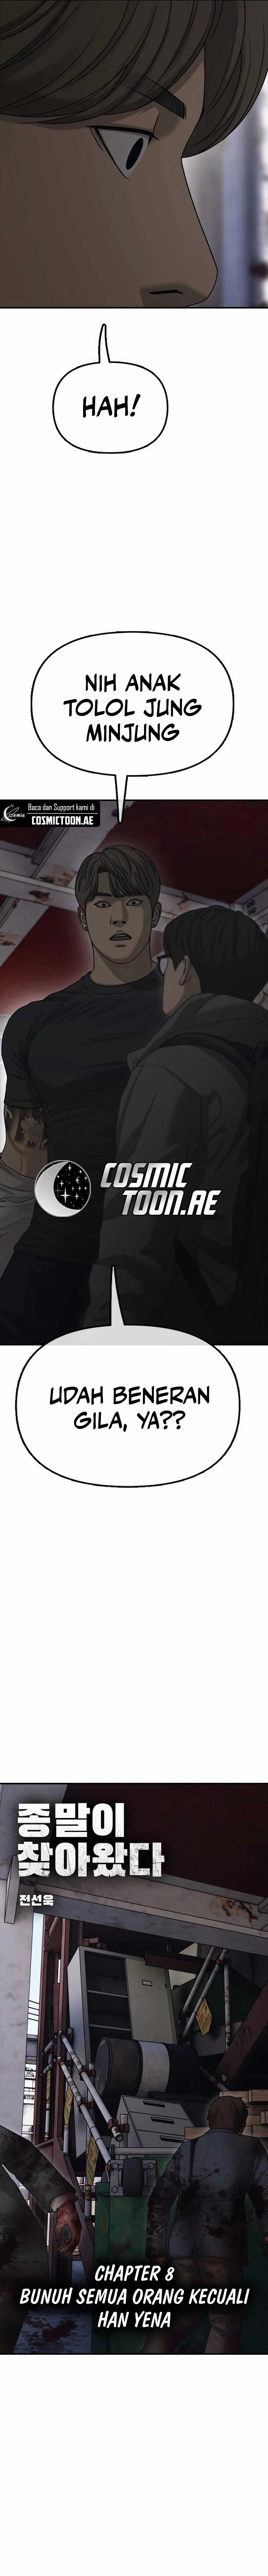 HAH!
NIH ANAK
TOLOL JUNG
MINJUNG
Cosmic
Baca dan Support kami di
COSMICTOON.AE
COSMIC
TOON.AE
UDAH BENERAN
GILA, YA??
종말이
찾아왔다
전선욱
CHAPTER 8
BUNUH SEMUA ORANG KECUALI
HAN YENA